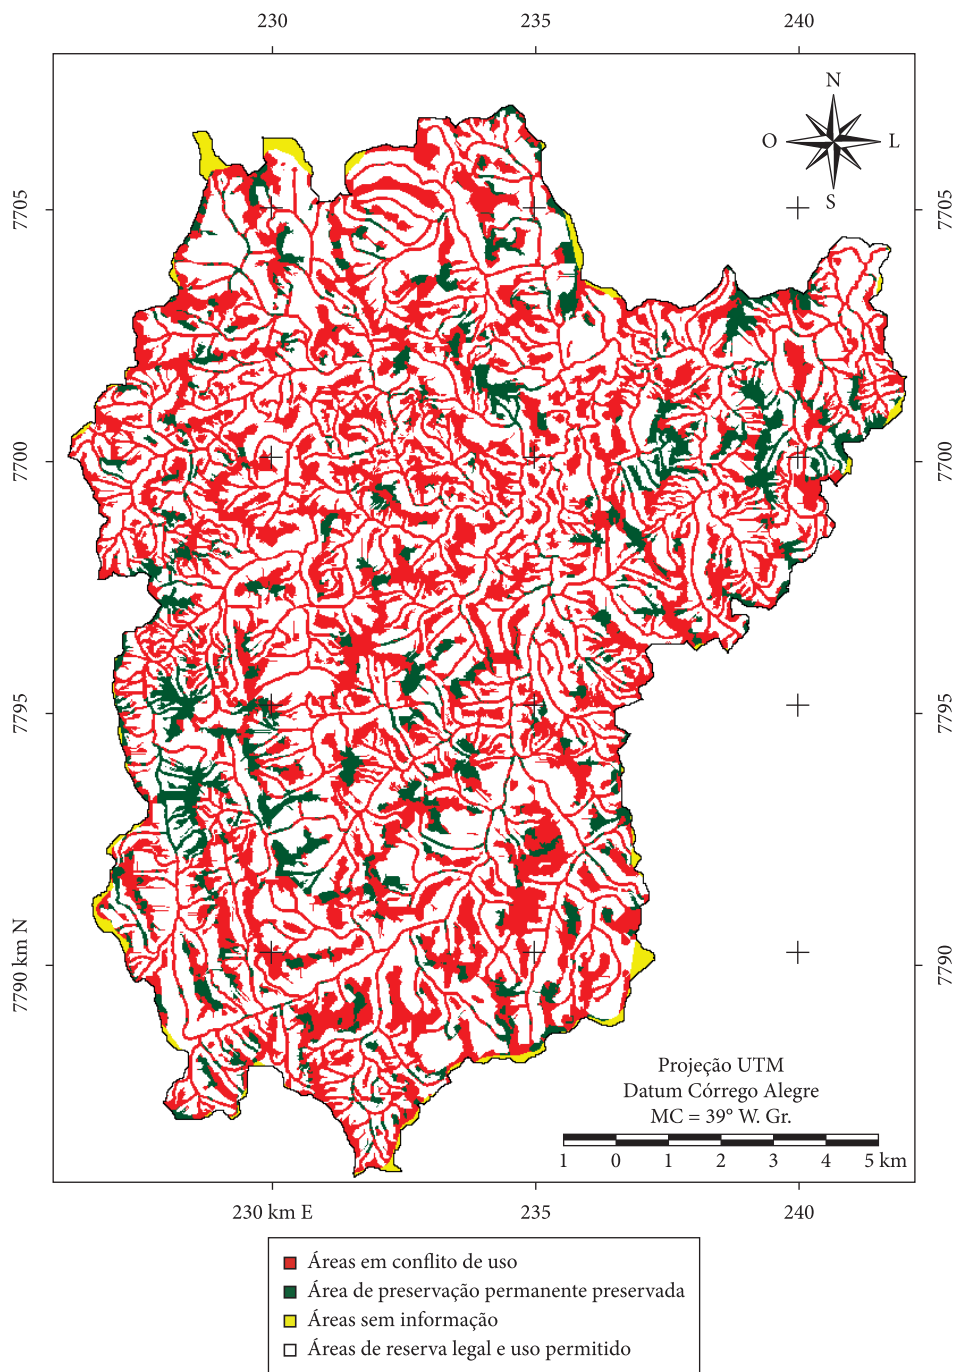 230 235 240
N
O L
S
7705 7705
7700 7700
7795 7795
7790 km N 7790
Projeção UTM
Datum Córrego Alegre
MC = 39° W. Gr.
1 0 1 2 3 4 5 km
230 km E 235 240
Áreas em conflito de uso
Área de preservação permanente preservada
Áreas sem informação
Áreas de reserva legal e uso permitido